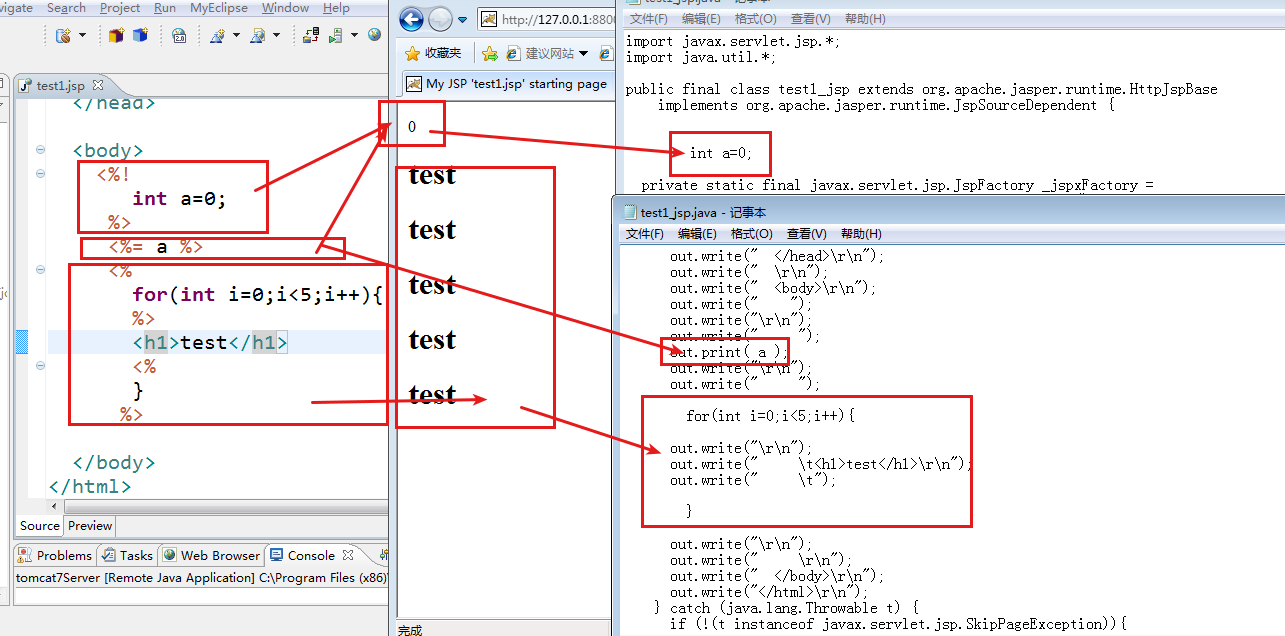 vigate Search Project Run MyEclipse Window Help
test1.jsp
</head>
<body>
<%!
int a=0;
%>
<%= a %>
<%
for(int i=0;i<5;i++){
%>
<h1>test</h1>
<%
}
%>
</body>
</html>
Source Preview
Problems Tasks Web Browser Console
tomcat7Server [Remote Java Application] C:\Program Files (x86)
http://127.0.0.1:880
收藏夹 建议网站
My JSP 'test1.jsp' starting page
0
test
test
test
test
test
完成
文件(F) 编辑(E) 格式(O) 查看(V) 帮助(H)
import javax.servlet.jsp.*;
import java.util.*;
public final class test1_jsp extends org.apache.jasper.runtime.HttpJspBase
implements org.apache.jasper.runtime.JspSourceDependent {
int a=0;
private static final javax.servlet.jsp.JspFactory _jspxFactory =
test1_jsp.java - 记事本
文件(F) 编辑(E) 格式(O) 查看(V) 帮助(H)
out.write("  </head>\r\n");
out.write("  \r\n");
out.write("  <body>\r\n");
out.write("    ");
out.write("\r\n");
out.write("     ");
out.print( a );
out.write("\r\n");
out.write("     ");
for(int i=0;i<5;i++){
out.write("\r\n");
out.write("     \t<h1>test</h1>\r\n");
out.write("     \t");
}
out.write("\r\n");
out.write("     \r\n");
out.write("  </body>\r\n");
out.write("</html>\r\n");
} catch (java.lang.Throwable t) {
if (!(t instanceof javax.servlet.jsp.SkipPageException)){